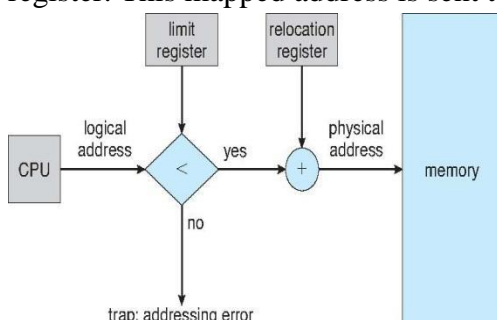 register. This mapped address is sent t
limit
register
relocation
register
logical
address
physical
address
yes
CPU
<
+
memory
no
trap: addressing error